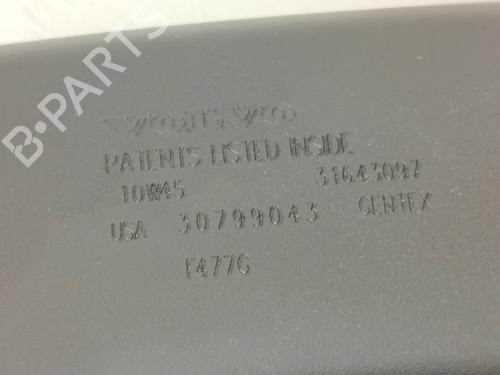 B-PARTS
VOLVO
PATENTS LISTED INSIDE
10W45 31643097
USA 30799043 GENTEX
F477G